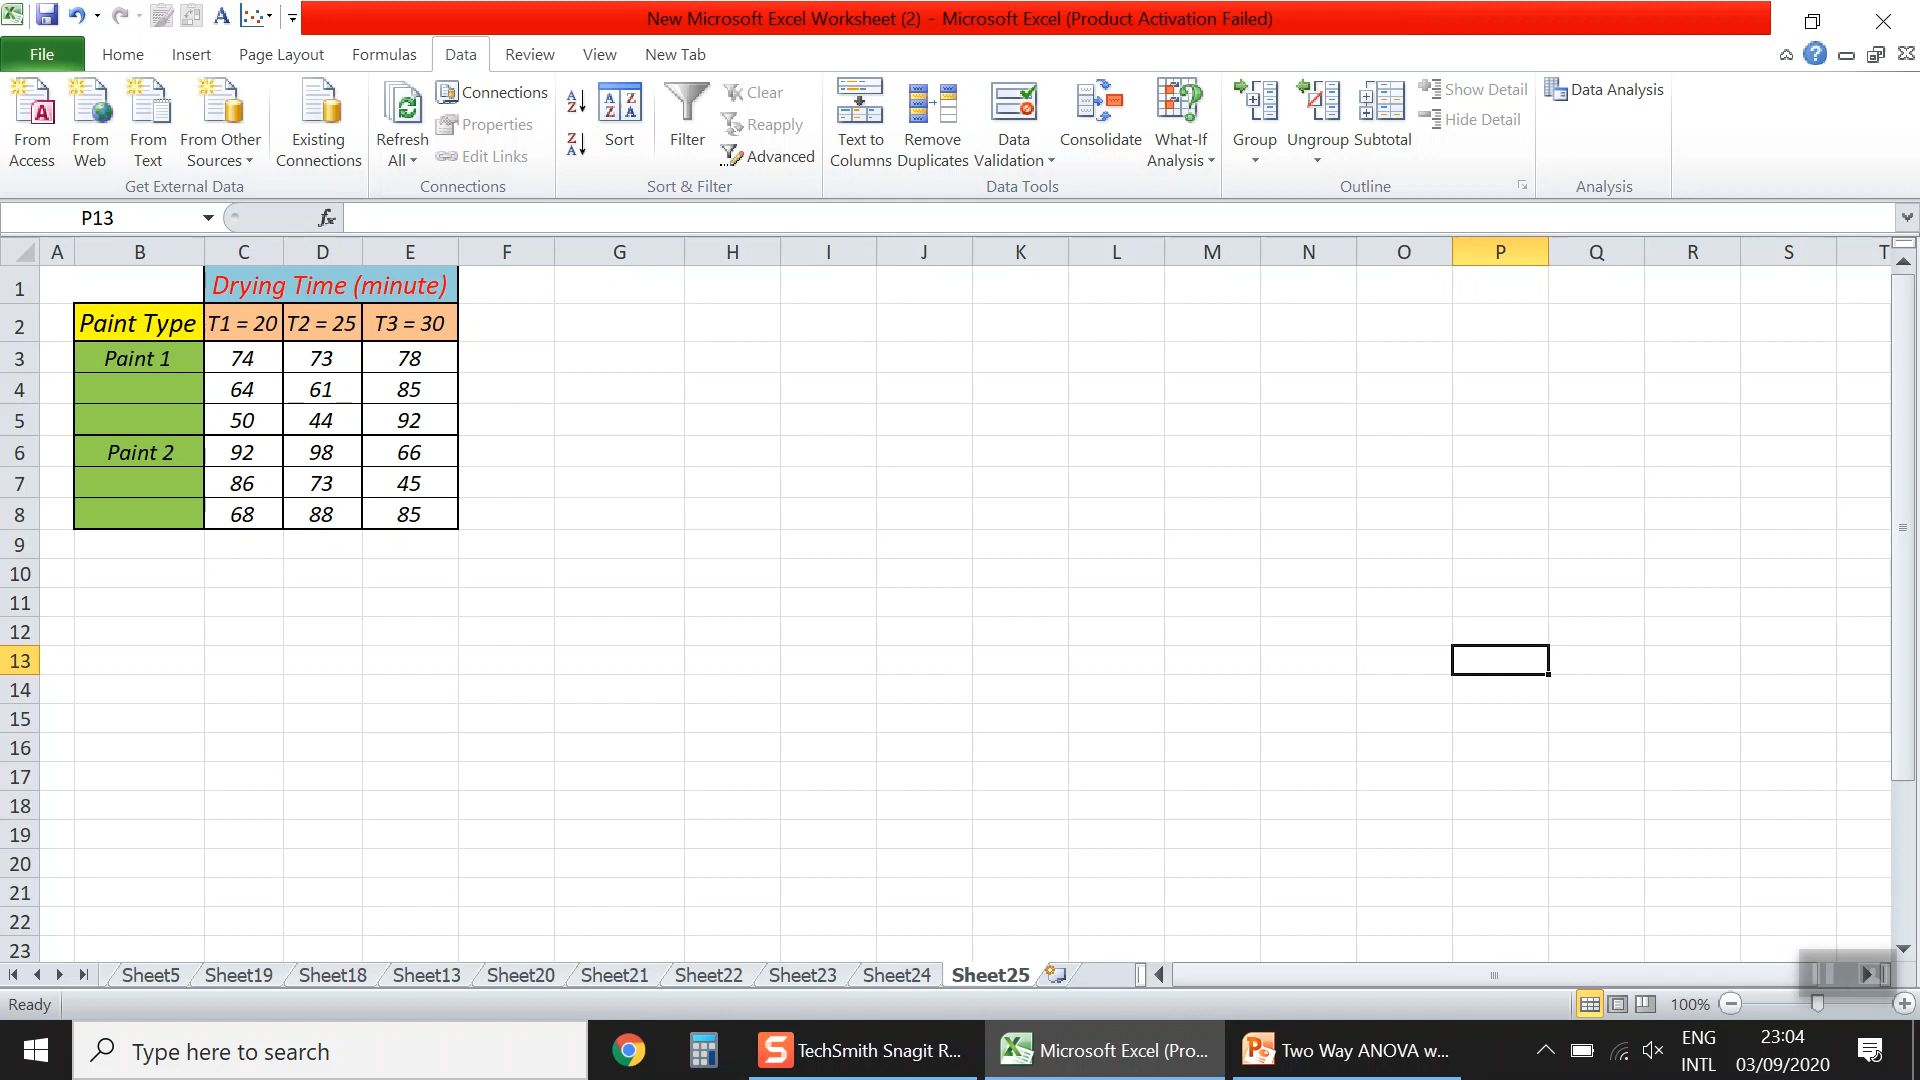 New Microsoft Excel Worksheet (2) - Microsoft Excel (Product Activation Failed)
File Home Insert Page Layout Formulas Data Review View New Tab
From Access From Web From Text From Other Sources Existing Connections
Get External Data
Refresh All Connections Properties Edit Links
Connections
Sort Filter Clear Reapply Advanced
Sort & Filter
Text to Columns Remove Duplicates Data Validation Consolidate What-If Analysis
Data Tools
Group Ungroup Subtotal Show Detail Hide Detail
Outline
Data Analysis
Analysis
P13 fx
A B C D E F G H I J K L M N O P Q R S T
1 Drying Time (minute)
2 Paint Type T1 = 20 T2 = 25 T3 = 30
3 Paint 1 74 73 78
4 64 61 85
5 50 44 92
6 Paint 2 92 98 66
7 86 73 45
8 68 88 85
9
10
11
12
13
14
15
16
17
18
19
20
21
22
23
Sheet5 Sheet19 Sheet18 Sheet13 Sheet20 Sheet21 Sheet22 Sheet23 Sheet24 Sheet25
Ready 100%
Type here to search TechSmith Snagit R... Microsoft Excel (Pro... Two Way ANOVA w... ENG 23:04
INTL 03/09/2020